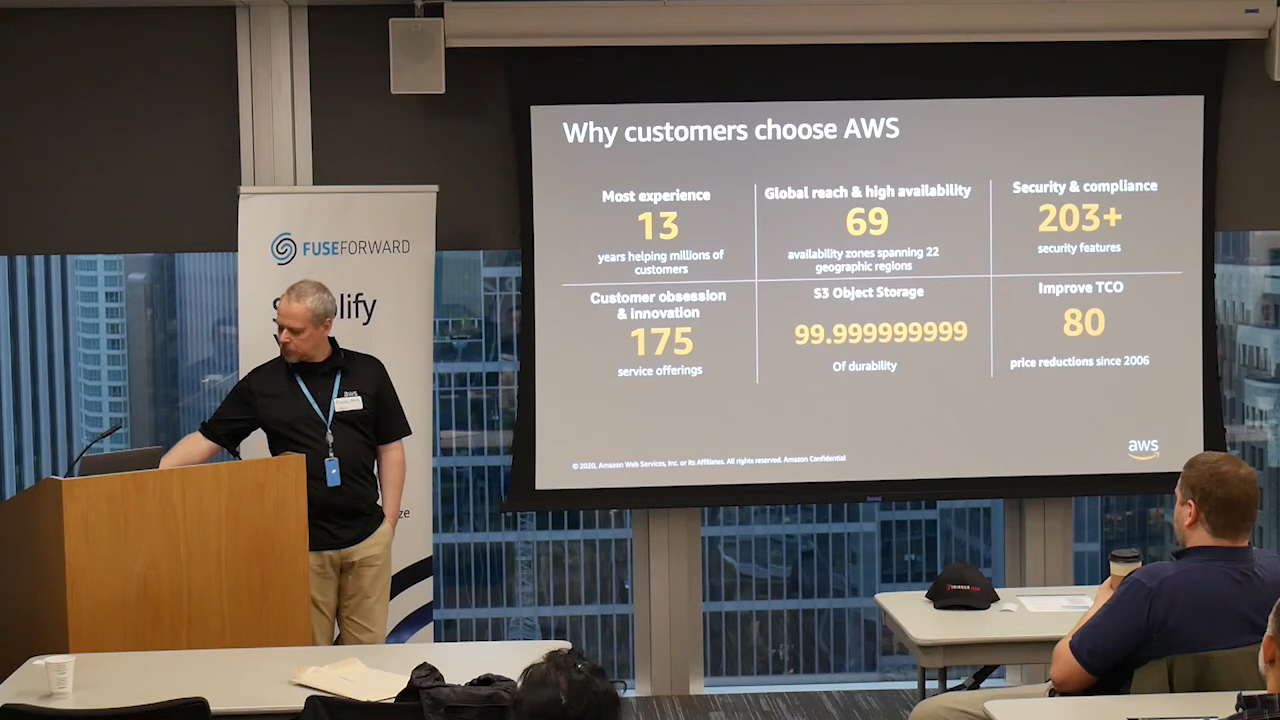 Why customers choose AWS
Most experience
13
years helping millions of
customers
Global reach & high availability
69
availability zones spanning 22
geographic regions
Security & compliance
203+
security features
Customer obsession
& innovation
175
service offerings
S3 Object Storage
99.999999999
Of durability
Improve TCO
80
price reductions since 2006
© 2020, Amazon Web Services, Inc. or its Affiliates. All rights reserved. Amazon Confidential
aws
FUSEFORWARD
aws